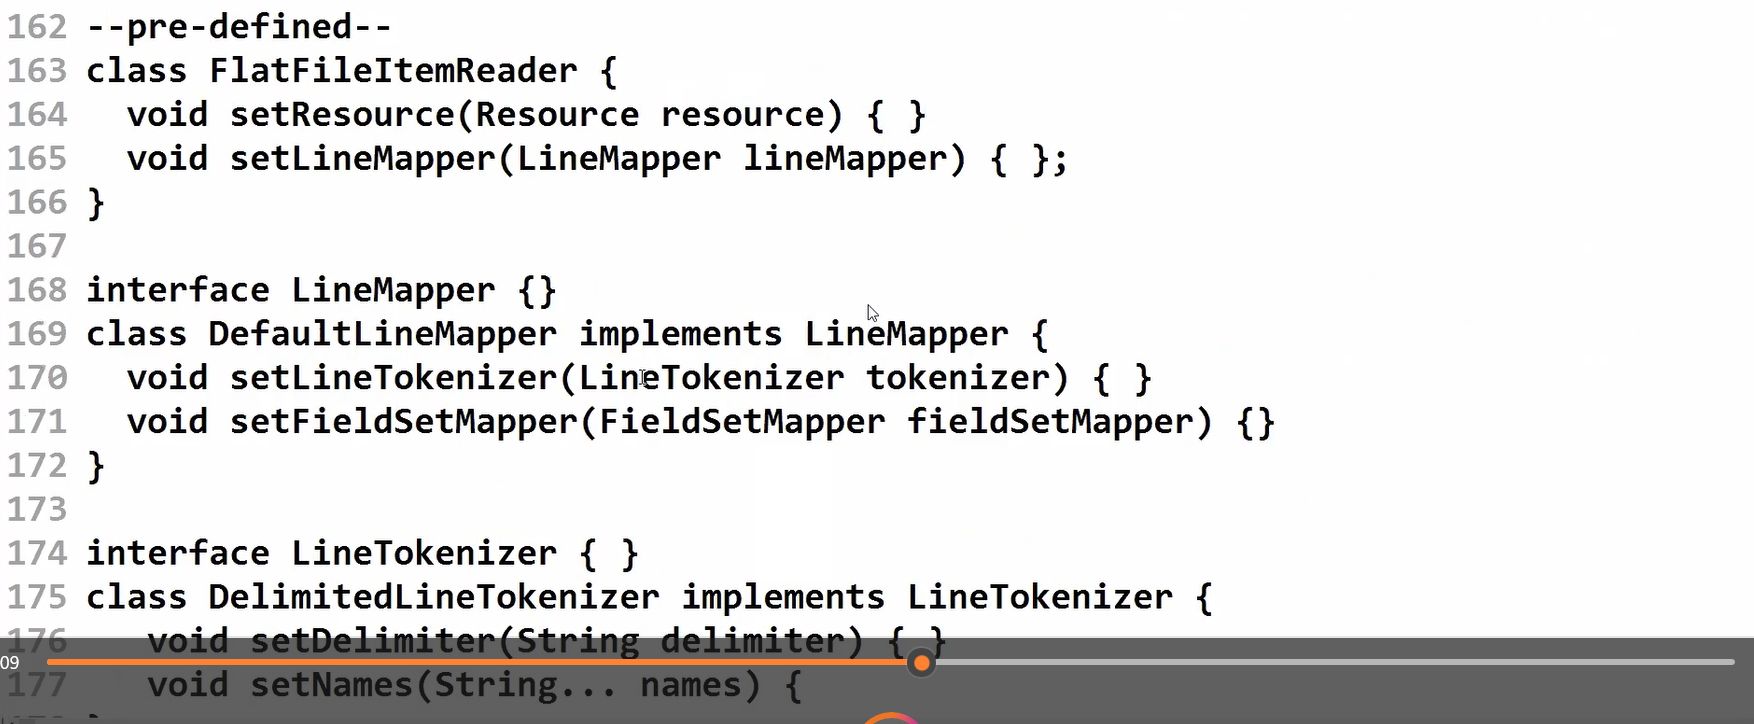 162 --pre-defined--
163 class FlatFileItemReader {
164   void setResource(Resource resource) { }
165   void setLineMapper(LineMapper lineMapper) { };
166 }
167
168 interface LineMapper {}
169 class DefaultLineMapper implements LineMapper {
170   void setLineTokenizer(LineTokenizer tokenizer) { }
171   void setFieldSetMapper(FieldSetMapper fieldSetMapper) {}
172 }
173
174 interface LineTokenizer { }
175 class DelimitedLineTokenizer implements LineTokenizer {
176    void setDelimiter(String delimiter) { }
09
177    void setNames(String... names) {